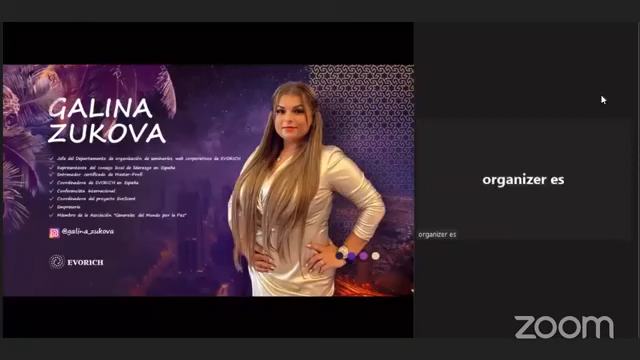 GALINA
ZUKOVA
Jefa del Departamento de organización de seminarios web corporativos de EVORICH
Representante del consejo local de liderazgo en España
Entrenador certificado de Master-Profi
Coordinadora de EVORICH en España
Conferencista internacional
Coordinadora del proyecto
Empresaria
Miembro de la Asociación "Generales del Mundo por la Paz"
@galina_zukova
EVORICH
organizer es
organizer es
zoom